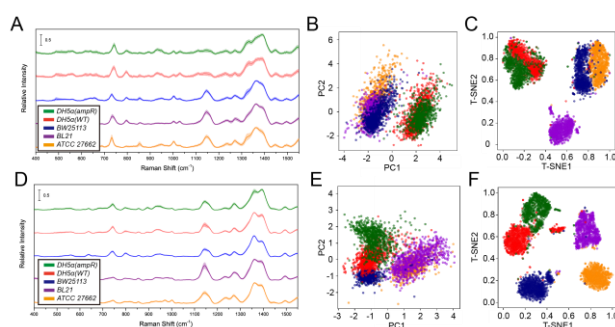 A
0.5
Relative Intensity
DH5α(ampR)
DH5α(WT)
BW25113
BL21
ATCC 27662
400 500 600 700 800 900 1000 1100 1200 1300 1400 1500
Raman Shift (cm⁻¹)
B
PC2
6
4
2
0
-2
-4 -2 0 2 4
PC1
C
T-SNE2
1.0
0.8
0.6
0.4
0.2
0
0 0.2 0.4 0.6 0.8 1.0
T-SNE1
D
0.5
Relative Intensity
DH5α(ampR)
DH5α(WT)
BW25113
BL21
ATCC 27662
400 500 600 700 800 900 1000 1100 1200 1300 1400 1500
Raman Shift (cm⁻¹)
E
PC2
-3 -2 -1 0 1 2 3 4
PC1
F
T-SNE2
1.0
0.8
0.6
0.4
0.2
0
0 0.2 0.4 0.6 0.8 1.0
T-SNE1